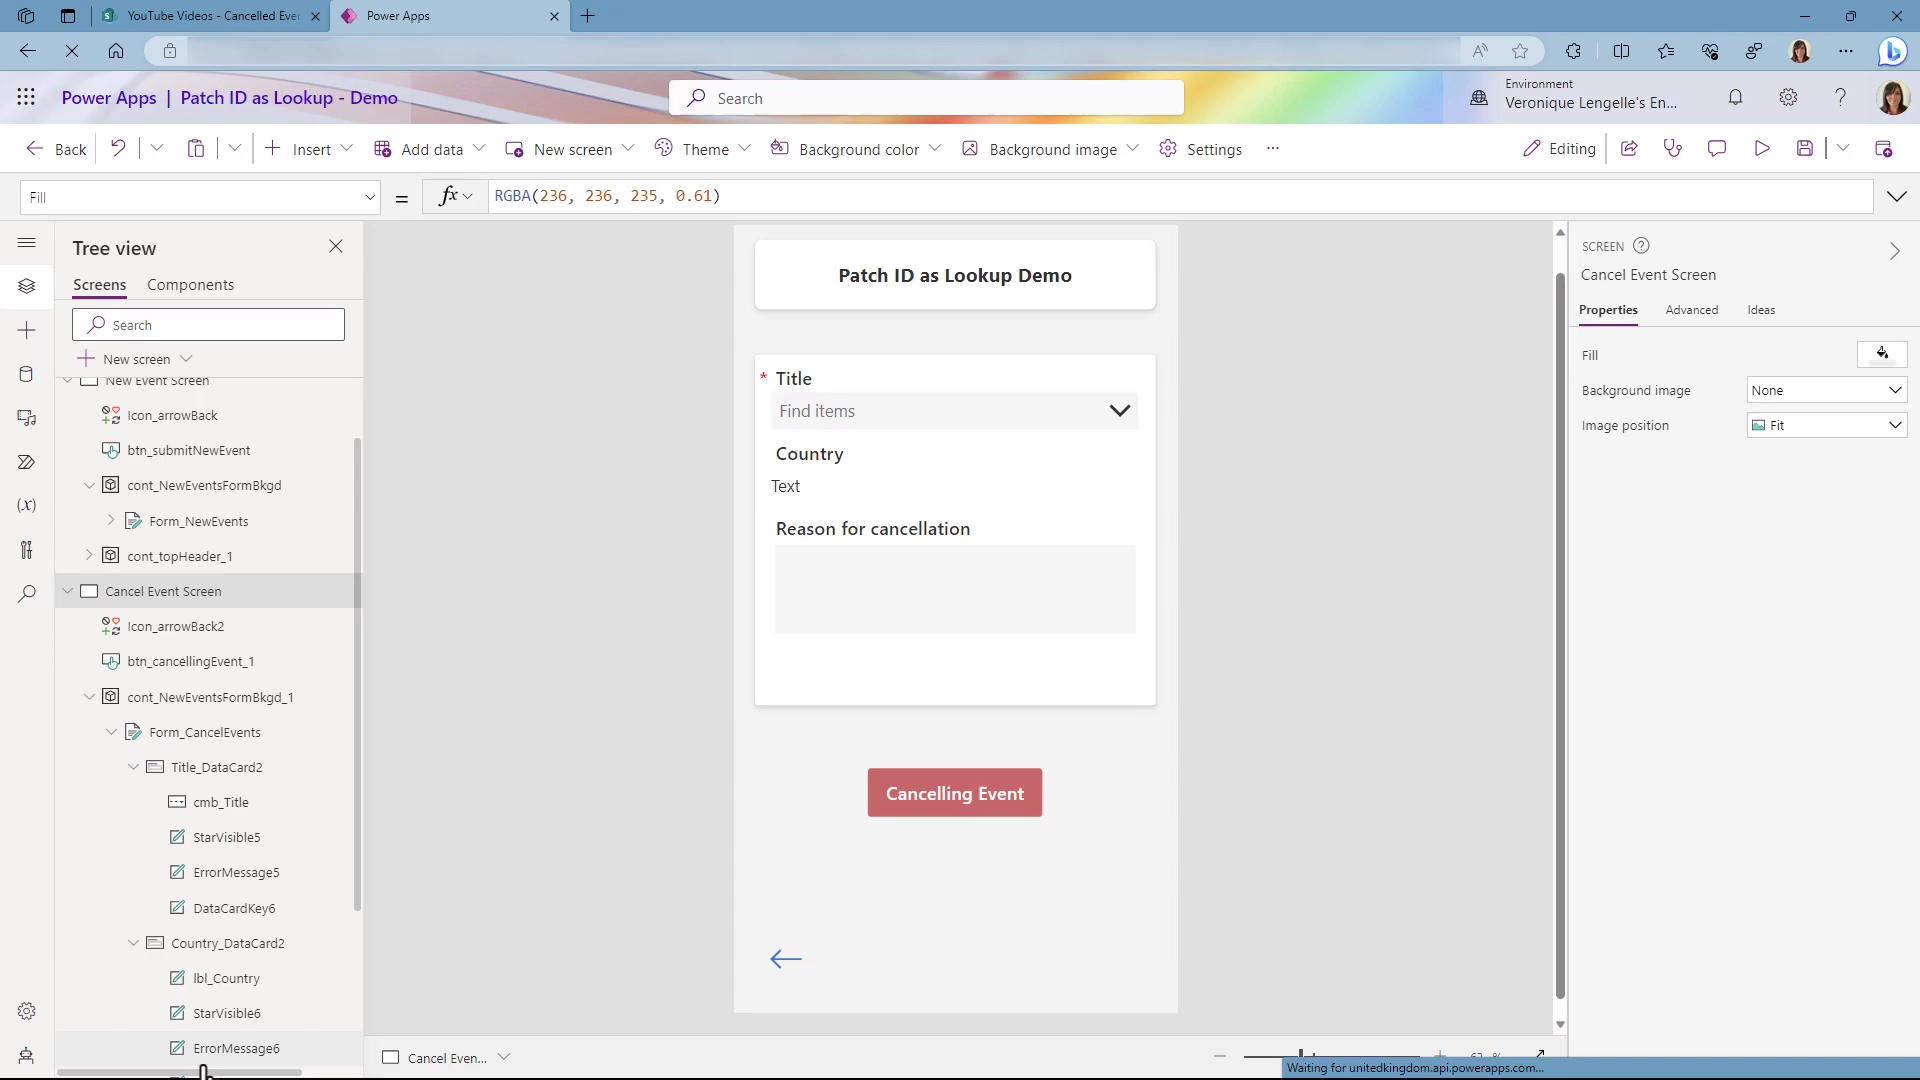 YouTube Videos - Cancelled Eve
Power Apps
Power Apps | Patch ID as Lookup - Demo
Search
Environment
Veronique Lengelle's En...
Back
Insert
Add data
New screen
Theme
Background color
Background image
Settings
Editing
Fill
=
fx
RGBA(236, 236, 235, 0.61)
Tree view
Screens
Components
Search
New screen
New Event Screen
Icon_arrowBack
btn_submitNewEvent
cont_NewEventsFormBkgd
Form_NewEvents
cont_topHeader_1
Cancel Event Screen
Icon_arrowBack2
btn_cancellingEvent_1
cont_NewEventsFormBkgd_1
Form_CancelEvents
Title_DataCard2
cmb_Title
StarVisible5
ErrorMessage5
DataCardKey6
Country_DataCard2
lbl_Country
StarVisible6
ErrorMessage6
Patch ID as Lookup Demo
* Title
Find items
Country
Text
Reason for cancellation
Cancelling Event
Cancel Even...
SCREEN
Cancel Event Screen
Properties
Advanced
Ideas
Fill
Background image
None
Image position
Fit
Waiting for unitedkingdom.api.powerapps.com...